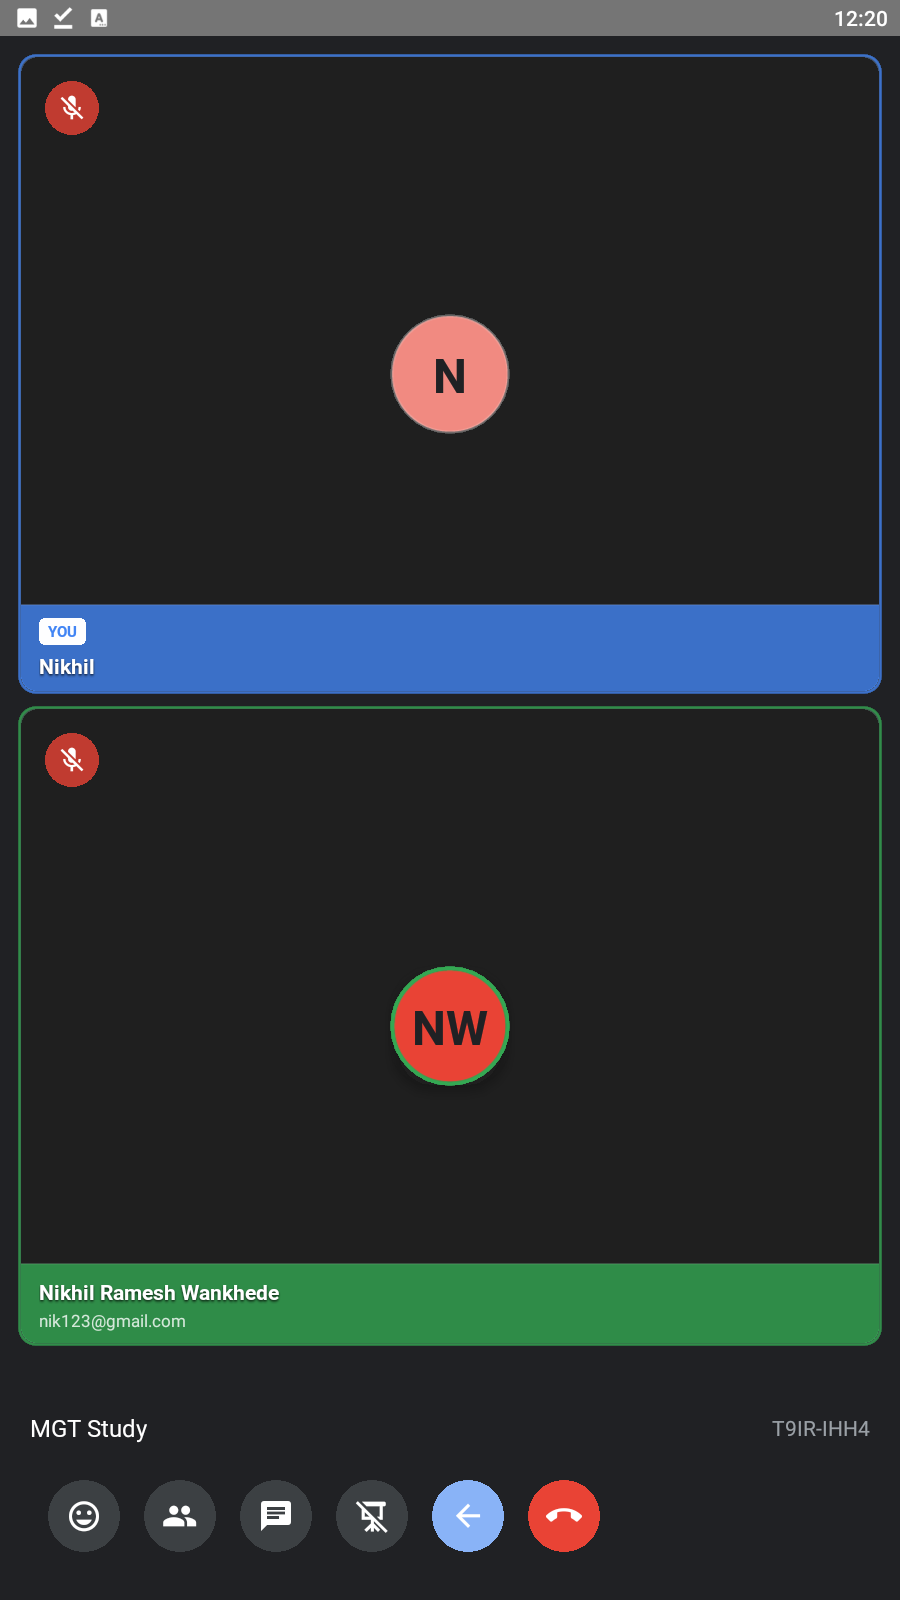 12:20
N
YOU
Nikhil
NW
Nikhil Ramesh Wankhede
nik123@gmail.com
MGT Study
T9IR-IHH4